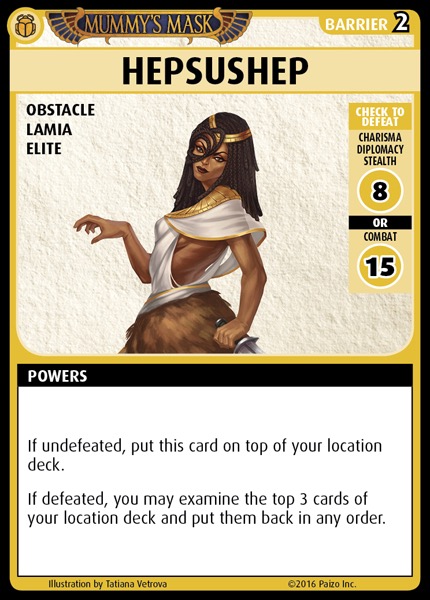 MUMMY'S MASK
BARRIER 2
HEPSUSHEP
OBSTACLE
LAMIA
ELITE
CHECK TO
DEFEAT
CHARISMA
DIPLOMACY
STEALTH
8
OR
COMBAT
15
POWERS
If undefeated, put this card on top of your location
deck.
If defeated, you may examine the top 3 cards of
your location deck and put them back in any order.
Illustration by Tatiana Vetrova
©2016 Paizo Inc.